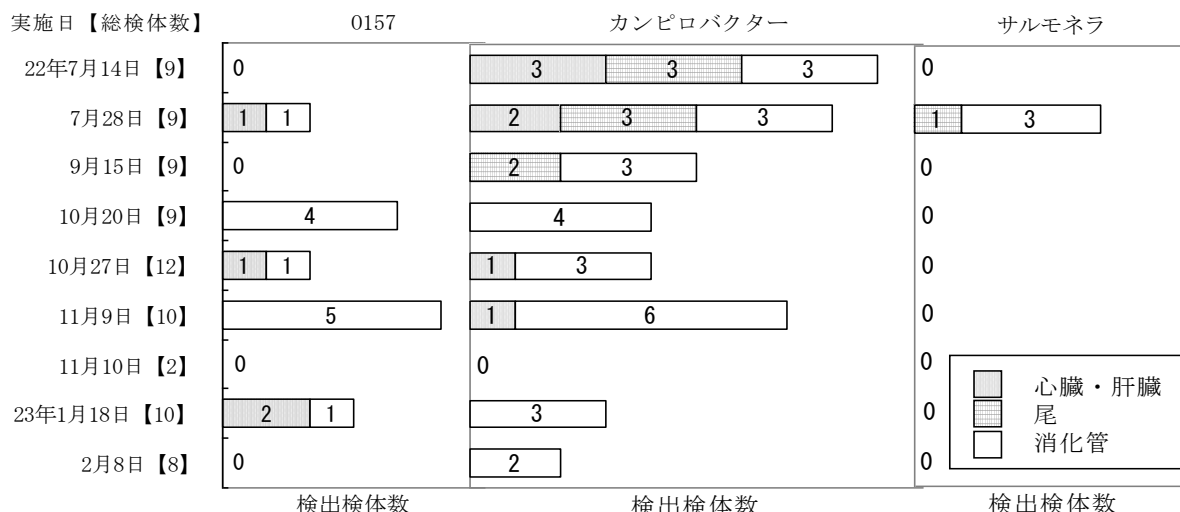 実施日【総検体数】 0157 カンピロバクター サルモネラ
22年7月14日【9】 0 3 3 3 0
7月28日【9】 1 1 2 3 3 1 3
9月15日【9】 0 2 3 0
10月20日【9】 4 4 0
10月27日【12】 1 1 1 3 0
11月9日【10】 5 1 6 0
11月10日【2】 0 0 0
23年1月18日【10】 2 1 3 0
2月8日【8】 0 2 0
心臓・肝臓
尾
消化管
検出検体数 検出検体数 検出検体数